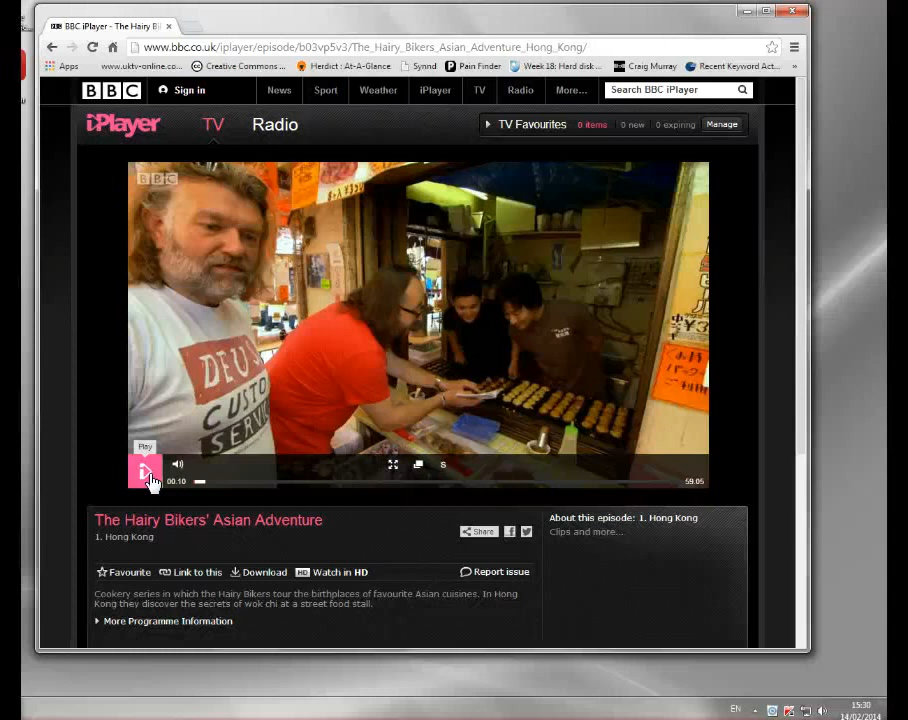 BBC iPlayer - The Hairy Bi
www.bbc.co.uk/iplayer/episode/b03vp5v3/The_Hairy_Bikers_Asian_Adventure_Hong_Kong/
Apps www.uktv-online.co... Creative Commons ... Herdict : At-A-Glance Synnd Pain Finder Week 18: Hard disk ... Craig Murray Recent Keyword Act... »
BBC Sign in News Sport Weather iPlayer TV Radio More... Search BBC iPlayer
iPlayer TV Radio TV Favourites 0 items 0 new 0 expiring Manage
BBC
DEUS
CUSTO
SERV
Play
S
00.10 59.05
The Hairy Bikers' Asian Adventure
1. Hong Kong
Share
About this episode: 1. Hong Kong
Clips and more...
Favourite Link to this Download HD Watch in HD Report issue
Cookery series in which the Hairy Bikers tour the birthplaces of favourite Asian cuisines. In Hong
Kong they discover the secrets of wok chi at a street food stall.
More Programme Information
EN 15:30
14/02/2014